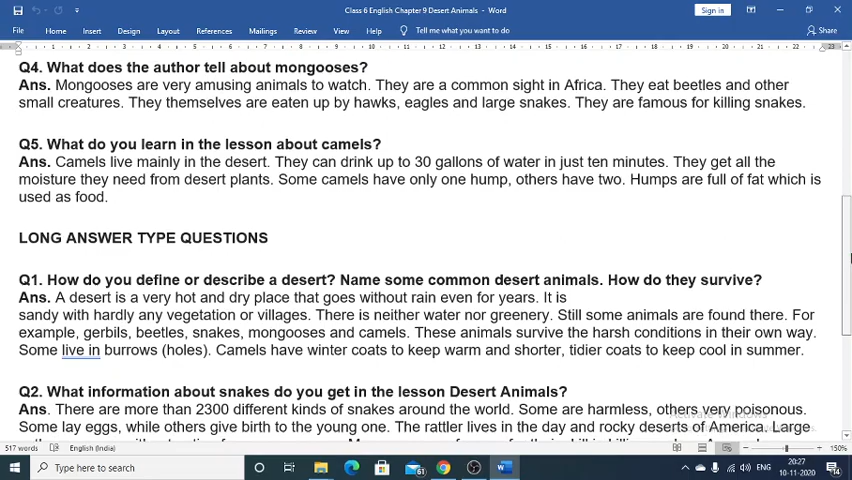 Class 6 English Chapter 9 Desert Animals - Word
Sign in
File Home Insert Design Layout References Mailings Review View Help Tell me what you want to do Share
Q4. What does the author tell about mongooses?
Ans. Mongooses are very amusing animals to watch. They are a common sight in Africa. They eat beetles and other
small creatures. They themselves are eaten up by hawks, eagles and large snakes. They are famous for killing snakes.
Q5. What do you learn in the lesson about camels?
Ans. Camels live mainly in the desert. They can drink up to 30 gallons of water in just ten minutes. They get all the
moisture they need from desert plants. Some camels have only one hump, others have two. Humps are full of fat which is
used as food.
LONG ANSWER TYPE QUESTIONS
Q1. How do you define or describe a desert? Name some common desert animals. How do they survive?
Ans. A desert is a very hot and dry place that goes without rain even for years. It is
sandy with hardly any vegetation or villages. There is neither water nor greenery. Still some animals are found there. For
example, gerbils, beetles, snakes, mongooses and camels. These animals survive the harsh conditions in their own way.
Some live in burrows (holes). Camels have winter coats to keep warm and shorter, tidier coats to keep cool in summer.
Q2. What information about snakes do you get in the lesson Desert Animals?
Ans. There are more than 2300 different kinds of snakes around the world. Some are harmless, others very poisonous.
Activate Windows
Some lay eggs, while others give birth to the young one. The rattler lives in the day and rocky deserts of America. Large
517 words English (India) 150%
Type here to search 61 ENG 20:27 10-11-2020 14